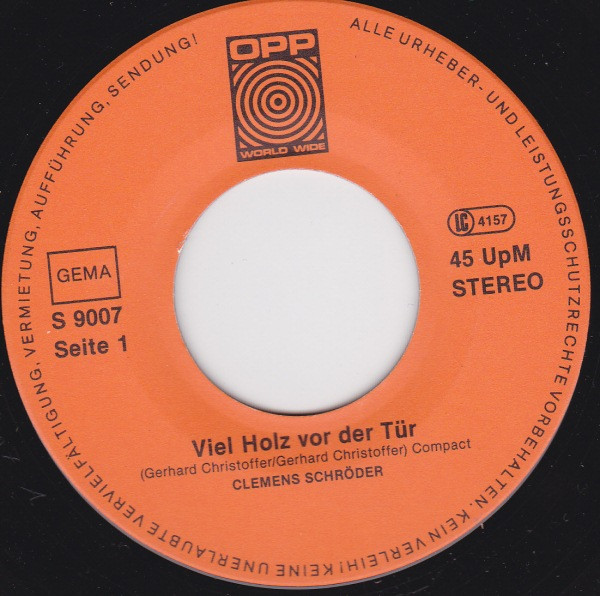 OPP
WORLD WIDE
ALLE URHEBER- UND LEISTUNGSSCHUTZRECHTE VORBEHALTEN. KEIN VERLEIH! KEINE UNERLAUBTE VERVIELFÄLTIGUNG, VERMIETUNG, AUFFÜHRUNG, SENDUNG!
GEMA
S 9007
Seite 1
LC 4157
45 UpM
STEREO
Viel Holz vor der Tür
(Gerhard Christoffer/Gerhard Christoffer) Compact
CLEMENS SCHRÖDER